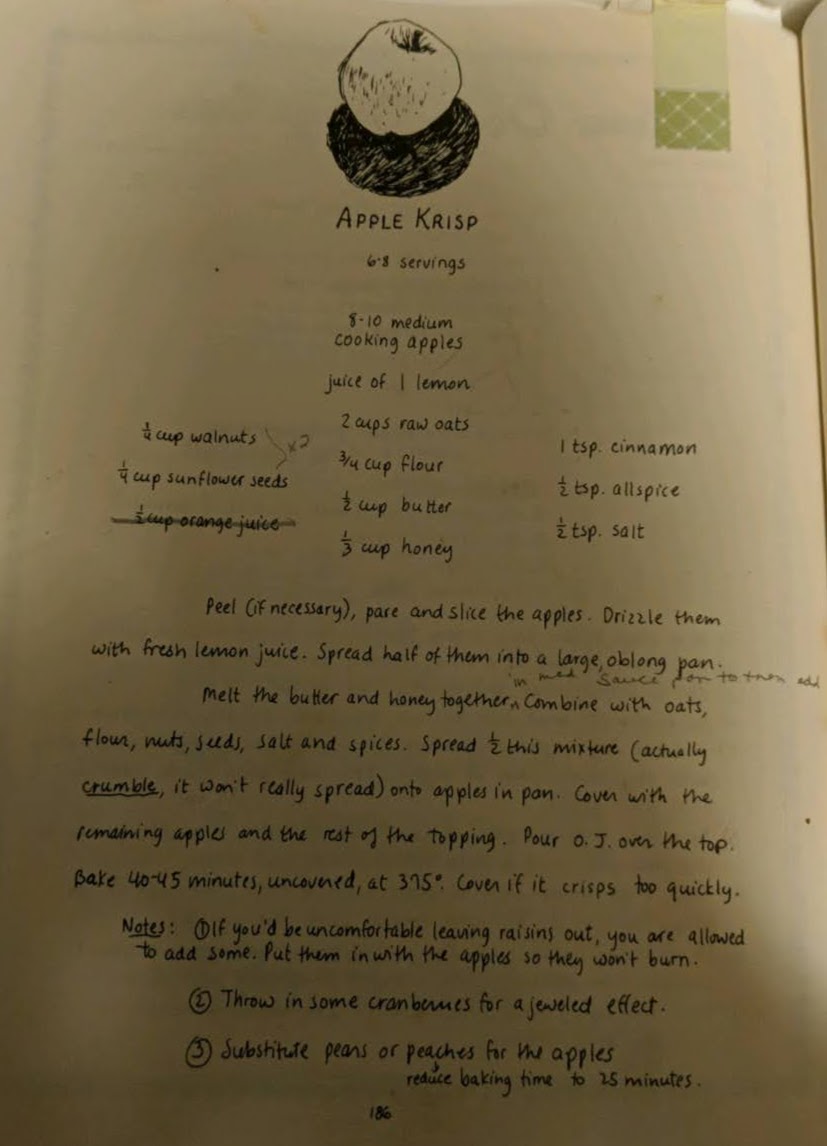 APPLE KRISP
6-8 servings
8-10 medium
cooking apples
juice of 1 lemon
2 cups raw oats
3/4 cup flour
1/2 cup butter
1/3 cup honey
1/4 cup walnuts
x2
1/4 cup sunflower seeds
1/2 cup orange juice
1 tsp. cinnamon
1/2 tsp. allspice
1/2 tsp. salt
Peel (if necessary), pare and slice the apples. Drizzle them
with fresh lemon juice. Spread half of them into a large, oblong pan.
in med sauce pan to then add
Melt the butter and honey together. Combine with oats,
flour, nuts, seeds, salt and spices. Spread 1/2 this mixture (actually
crumble, it won't really spread) onto apples in pan. Cover with the
remaining apples and the rest of the topping. Pour O.J. over the top.
Bake 40-45 minutes, uncovered, at 375°. Cover if it crisps too quickly.
Notes: ① If you'd be uncomfortable leaving raisins out, you are allowed
to add some. Put them in with the apples so they won't burn.
② Throw in some cranberries for a jeweled effect.
③ Substitute pears or peaches for the apples
reduce baking time to 25 minutes.
186